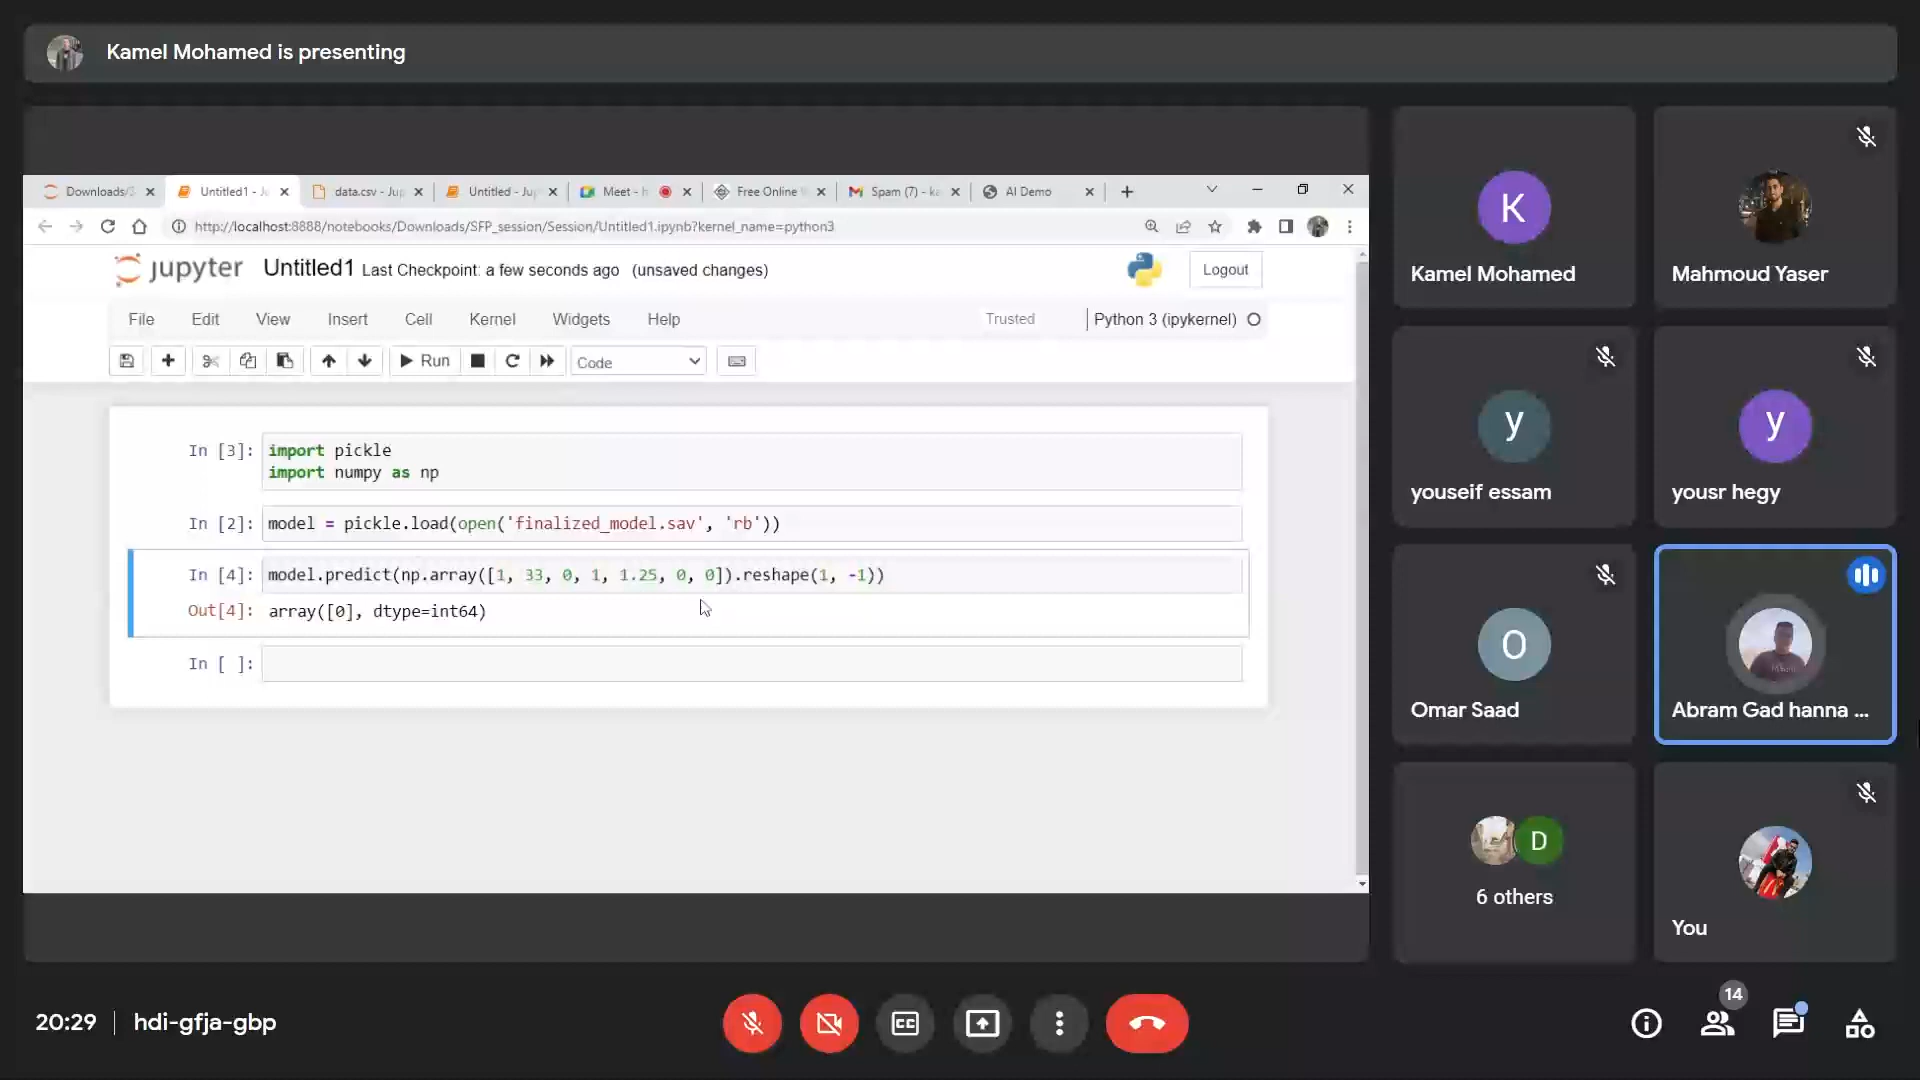 Kamel Mohamed is presenting
Downloads/
Untitled1 - J
data.csv - Jup
Untitled - Jup
Meet - h
Free Online
Spam (7) - ka
AI Demo
http://localhost:8888/notebooks/Downloads/SFP_session/Session/Untitled1.ipynb?kernel_name=python3
jupyter Untitled1 Last Checkpoint: a few seconds ago (unsaved changes)
Logout
File Edit View Insert Cell Kernel Widgets Help
Trusted
Python 3 (ipykernel)
Run
Code
In [3]: import pickle
import numpy as np
In [2]: model = pickle.load(open('finalized_model.sav', 'rb'))
In [4]: model.predict(np.array([1, 33, 0, 1, 1.25, 0, 0]).reshape(1, -1))
Out[4]: array([0], dtype=int64)
In [ ]:
K
Kamel Mohamed
Mahmoud Yaser
y
youseif essam
y
yousr hegy
O
Omar Saad
Abram Gad hanna ...
D
6 others
You
20:29
hdi-gfja-gbp
CC
14